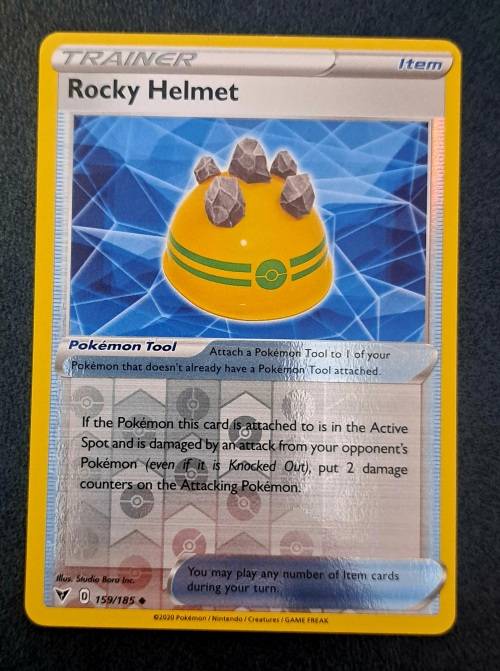 TRAINER Item
Rocky Helmet
Pokémon Tool Attach a Pokémon Tool to 1 of your
Pokémon that doesn't already have a Pokémon Tool attached.
If the Pokémon this card is attached to is in the Active
Spot and is damaged by an attack from your opponent's
Pokémon (even if it is Knocked Out), put 2 damage
counters on the Attacking Pokémon.
Illus. Studio Bora Inc.
You may play any number of Item cards
during your turn.
D 159/185
©2020 Pokémon / Nintendo / Creatures / GAME FREAK